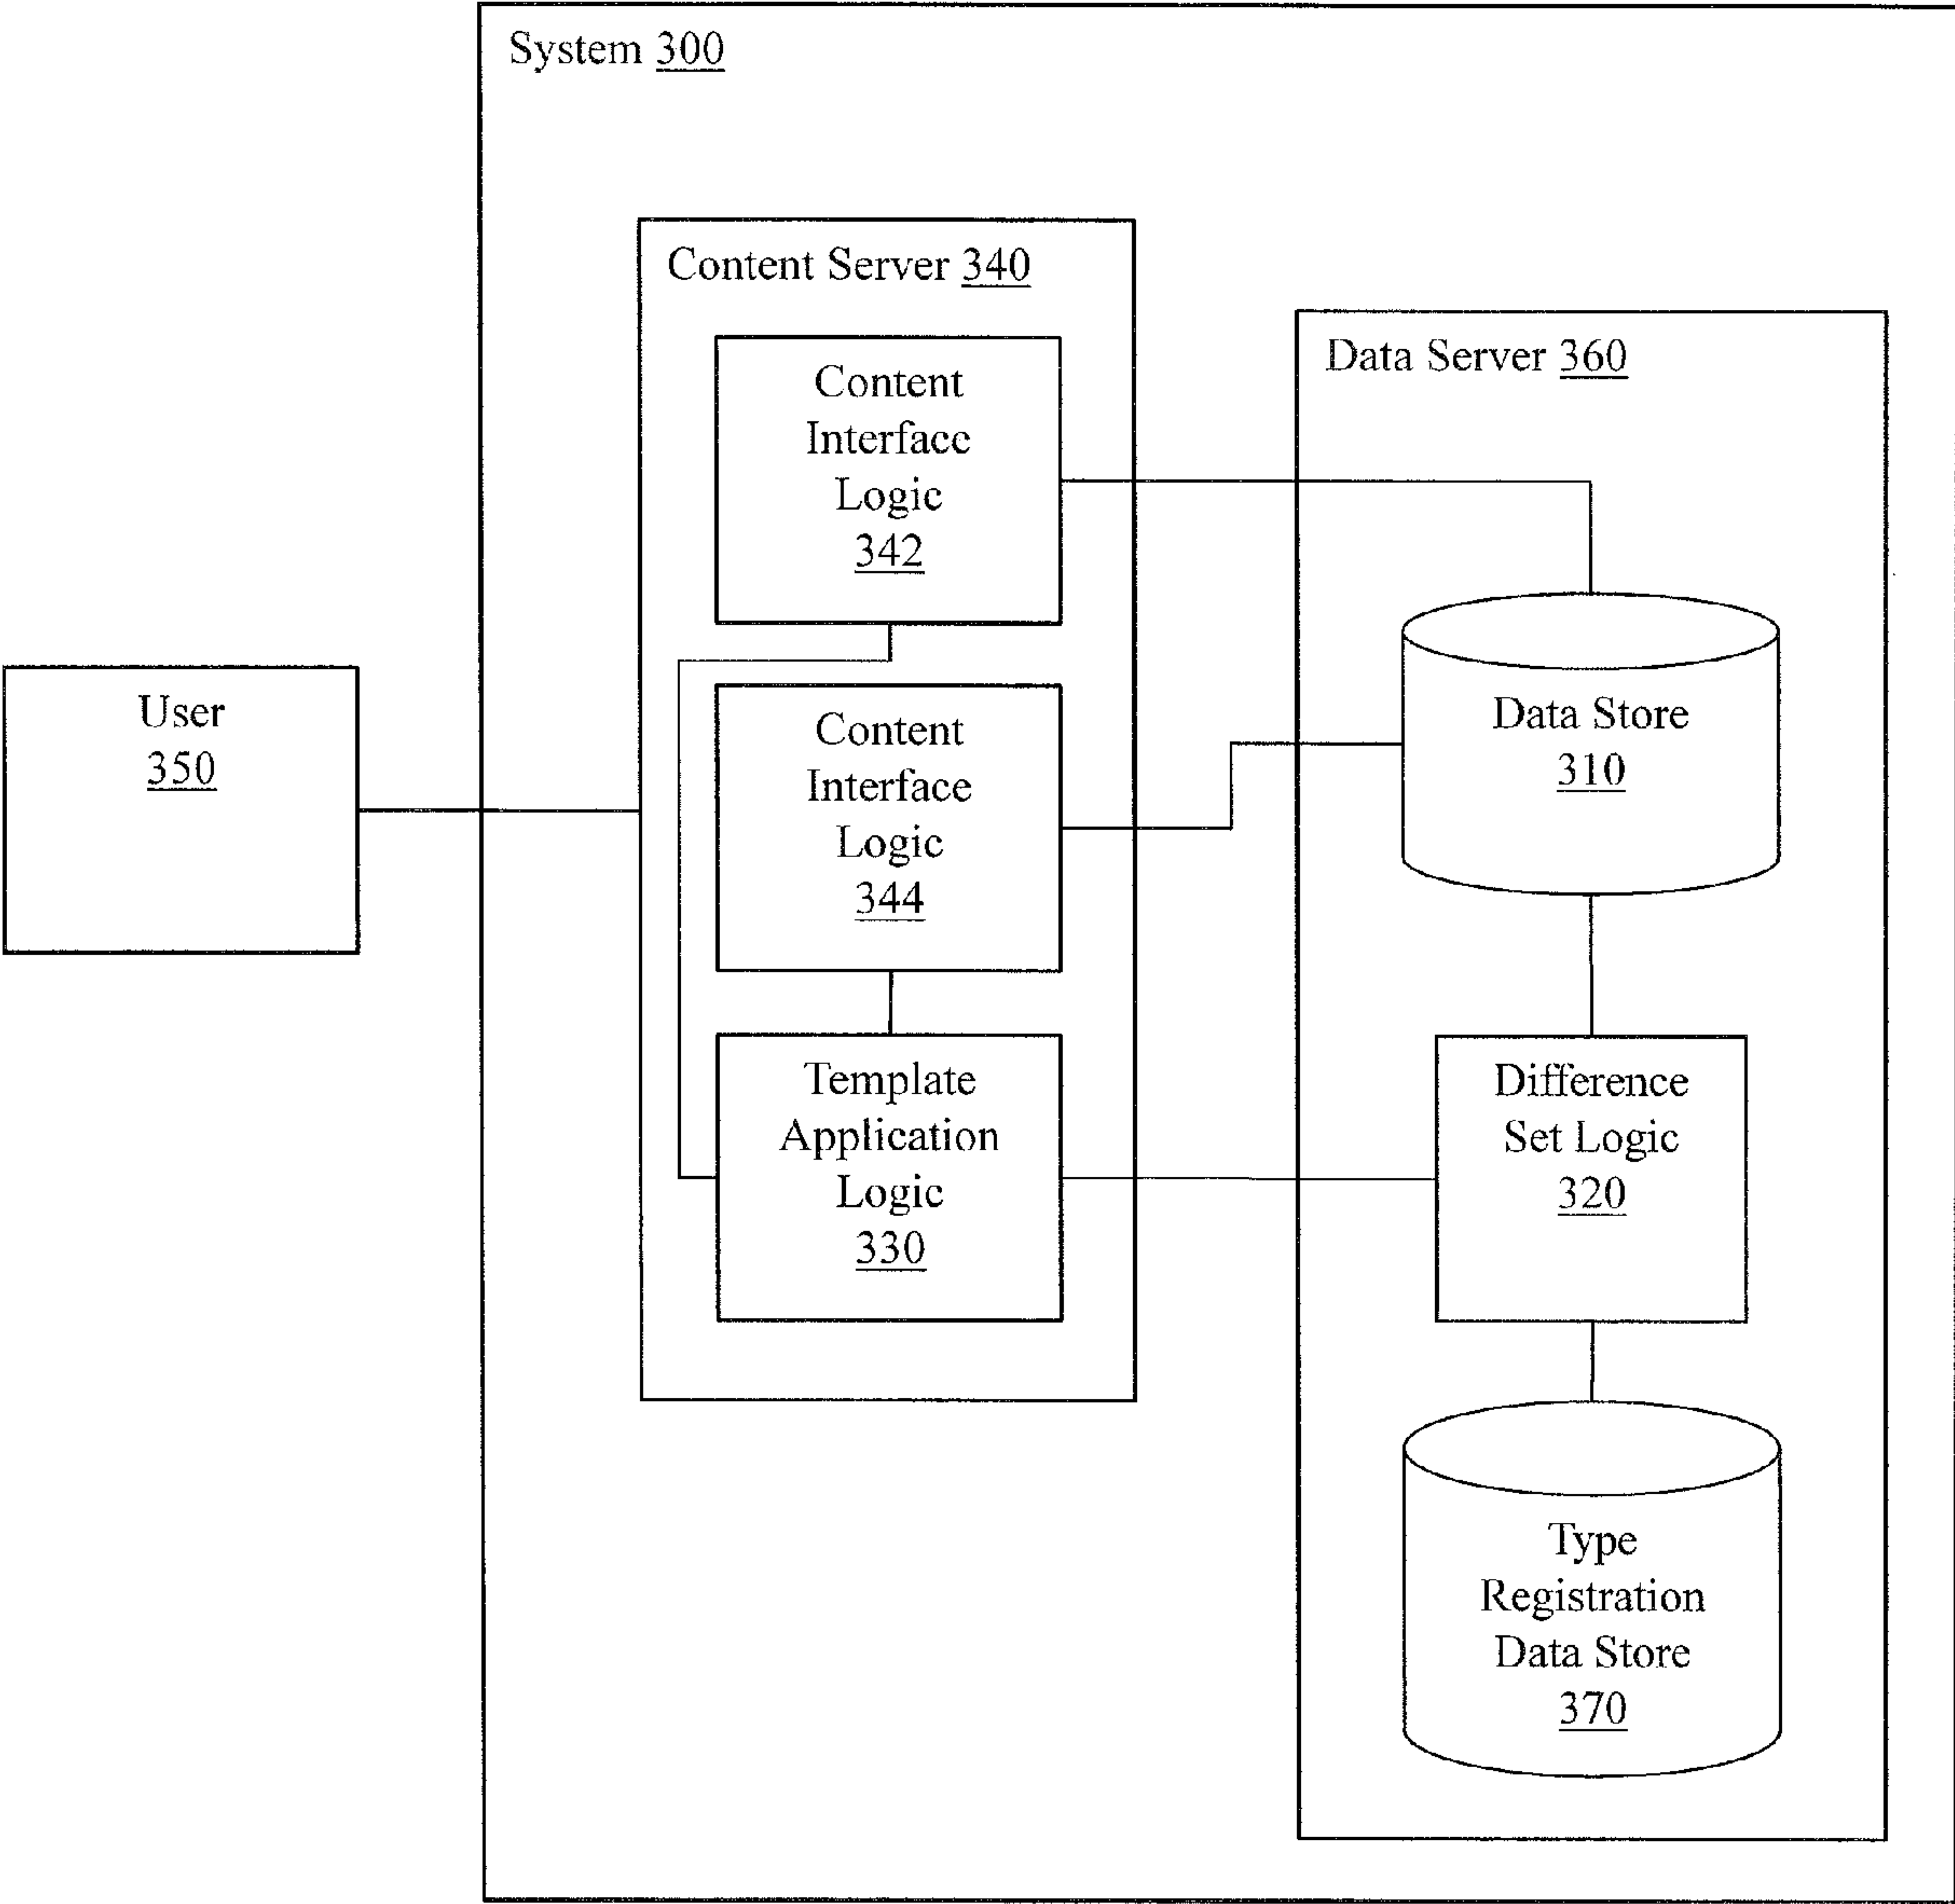 System 300
Content Server 340
Content
Interface
Logic
342
Data Server 360
User
350
Content
Interface
Logic
344
Data Store
310
Template
Application
Logic
330
Difference
Set Logic
320
Type
Registration
Data Store
370